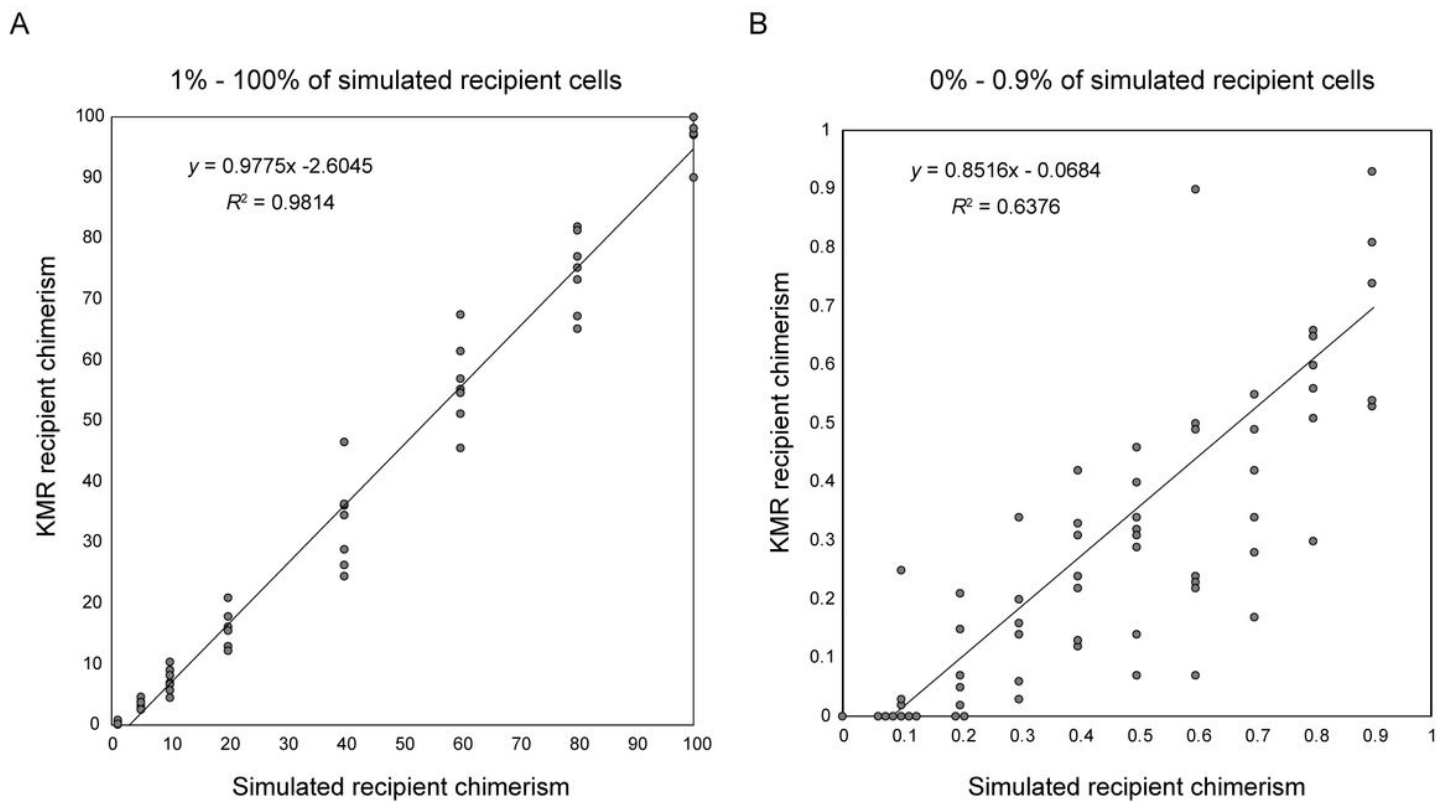 A
1% - 100% of simulated recipient cells
y = 0.9775x -2.6045
R² = 0.9814
100
90
80
70
60
50
40
30
20
10
0
KMR recipient chimerism
0 10 20 30 40 50 60 70 80 90 100
Simulated recipient chimerism
B
0% - 0.9% of simulated recipient cells
y = 0.8516x - 0.0684
R² = 0.6376
1
0.9
0.8
0.7
0.6
0.5
0.4
0.3
0.2
0.1
0
KMR recipient chimerism
0 0.1 0.2 0.3 0.4 0.5 0.6 0.7 0.8 0.9 1
Simulated recipient chimerism